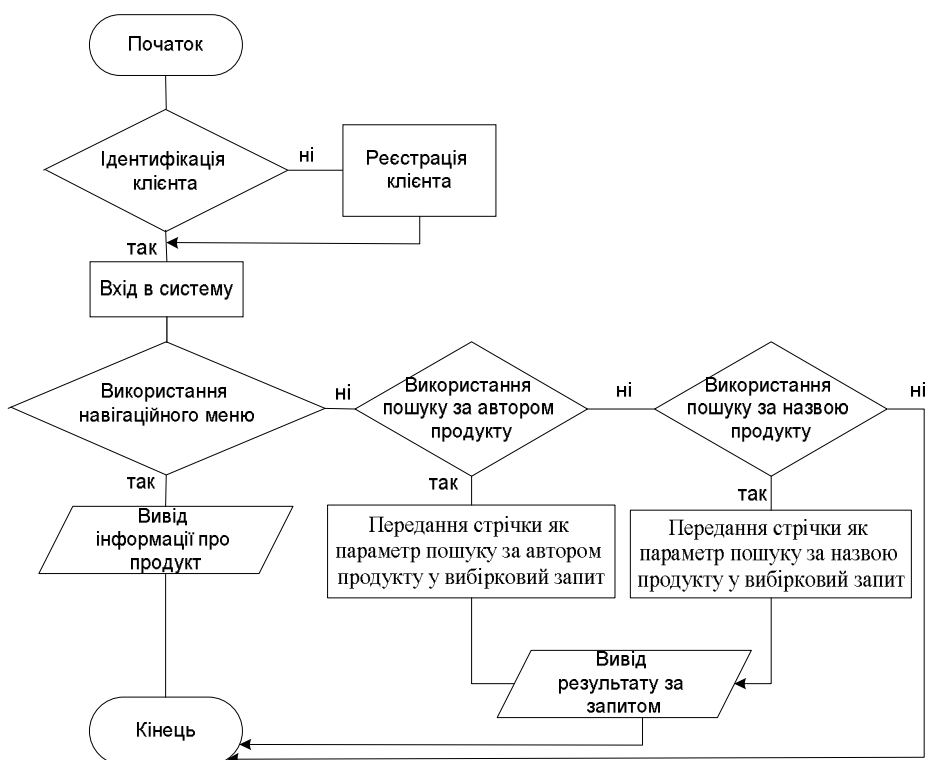 Початок
Ідентифікація
клієнта
ні
Реєстрація
клієнта
так
Вхід в систему
Використання
навігаційного меню
ні
Використання
пошуку за автором
продукту
ні
Використання
пошуку за назвою
продукту
ні
так
так
так
Вивід
інформації про
продукт
Передання стрічки як
параметр пошуку за автором
продукту у вибірковий запит
Передання стрічки як
параметр пошуку за назвою
продукту у вибірковий запит
Вивід
результату за
запитом
Кінець